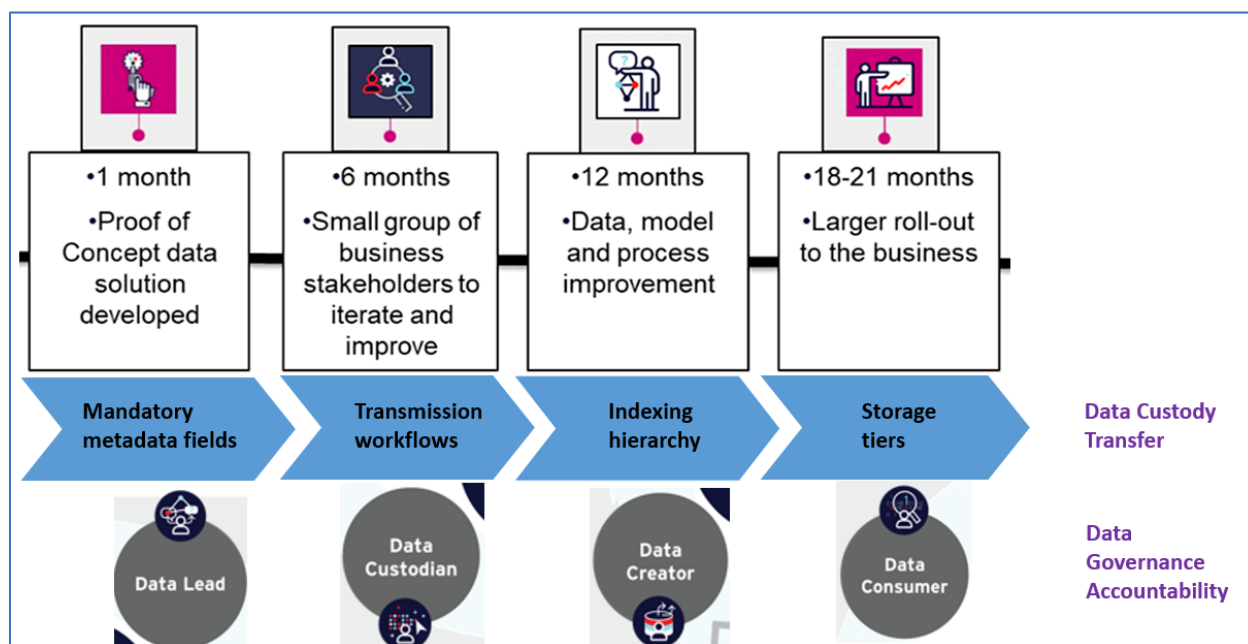 •1 month
•Proof of
Concept data
solution
developed
•6 months
•Small group of
business
stakeholders to
iterate and
improve
•12 months
•Data, model
and process
improvement
•18-21 months
•Larger roll-out
to the business
Mandatory
metadata fields
Transmission
workflows
Indexing
hierarchy
Storage
tiers
Data Custody
Transfer
Data Lead
Data
Custodian
Data
Creator
Data
Consumer
Data
Governance
Accountability